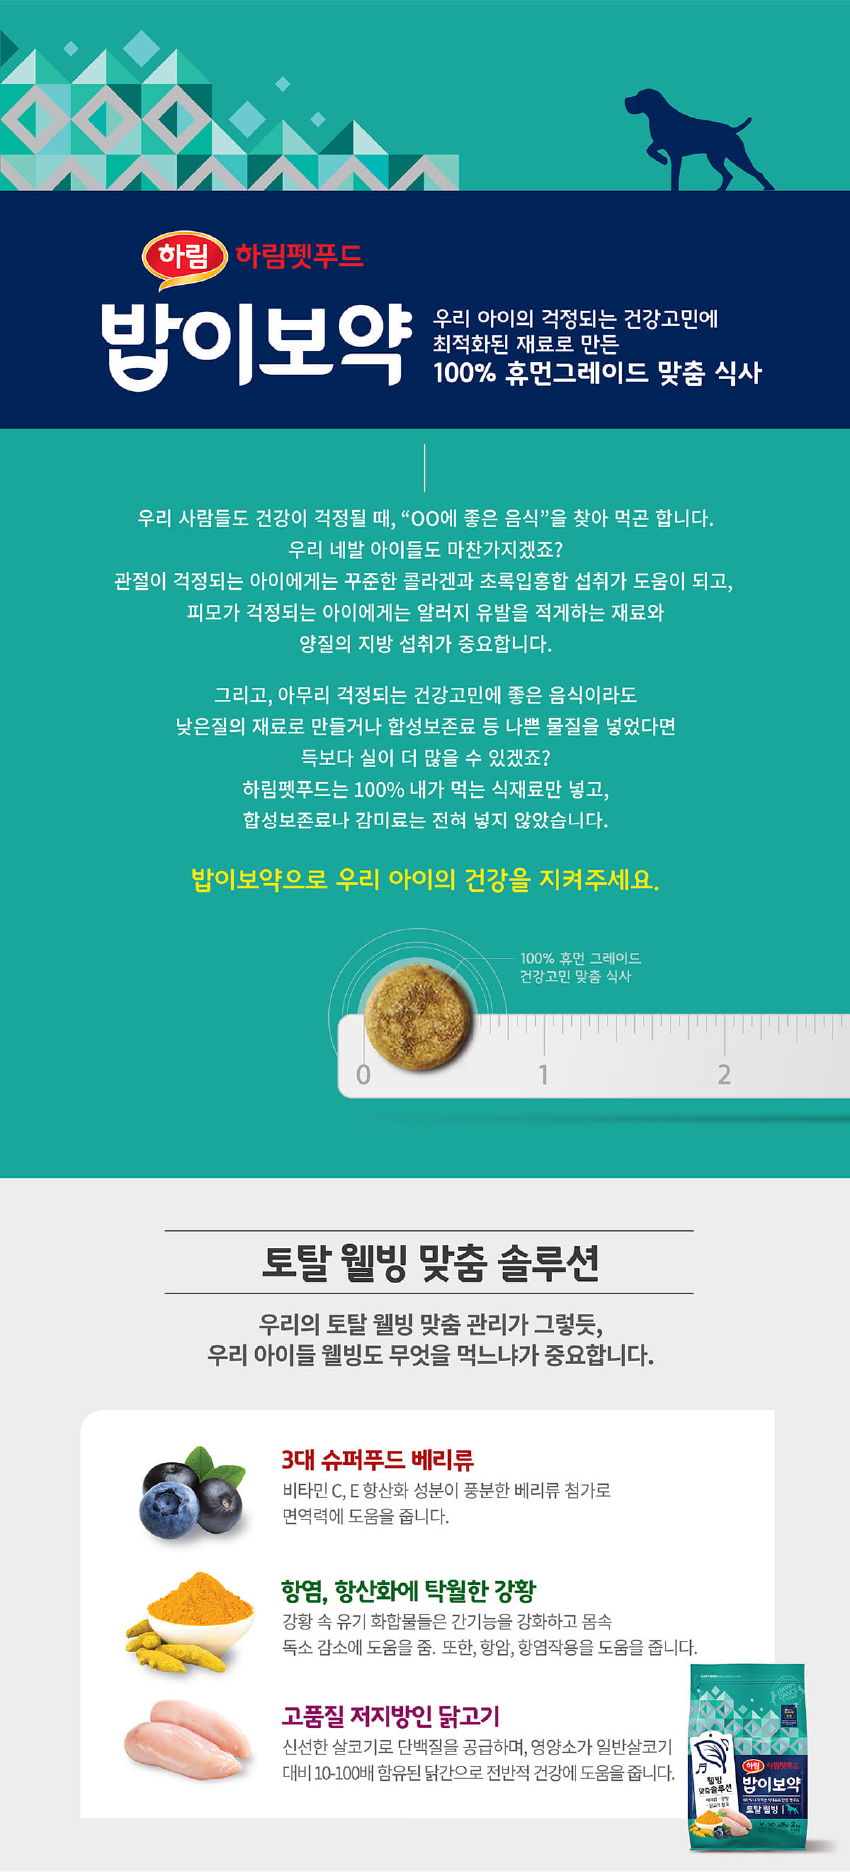 하림 하림펫푸드
밥이보약
우리 아이의 걱정되는 건강고민에
최적화된 재료로 만든
100% 휴먼그레이드 맞춤 식사
우리 사람들도 건강이 걱정될 때, “OO에 좋은 음식”을 찾아 먹곤 합니다.
우리 네발 아이들도 마찬가지겠죠?
관절이 걱정되는 아이에게는 꾸준한 콜라겐과 초록입홍합 섭취가 도움이 되고,
피모가 걱정되는 아이에게는 알러지 유발을 적게하는 재료와
양질의 지방 섭취가 중요합니다.
그리고, 아무리 걱정되는 건강고민에 좋은 음식이라도
낮은질의 재료로 만들거나 합성보존료 등 나쁜 물질을 넣었다면
득보다 실이 더 많을 수 있겠죠?
하림펫푸드는 100% 내가 먹는 식재료만 넣고,
합성보존료나 감미료는 전혀 넣지 않았습니다.
밥이보약으로 우리 아이의 건강을 지켜주세요.
100% 휴먼 그레이드
건강고민 맞춤 식사
0 1 2
토탈 웰빙 맞춤 솔루션
우리의 토탈 웰빙 맞춤 관리가 그렇듯,
우리 아이들 웰빙도 무엇을 먹느냐가 중요합니다.
3대 슈퍼푸드 베리류
비타민 C, E 항산화 성분이 풍분한 베리류 첨가로
면역력에 도움을 줍니다.
항염, 항산화에 탁월한 강황
강황 속 유기 화합물들은 간기능을 강화하고 몸속
독소 감소에 도움을 줌. 또한, 항암, 항염작용을 도움을 줍니다.
고품질 저지방인 닭고기
신선한 살코기로 단백질을 공급하며, 영양소가 일반살코기
대비 10-100배 함유된 닭간으로 전반적 건강에 도움을 줍니다.
하림 하림펫푸드
밥이보약
웰빙
맞춤솔루션
토탈 웰빙
2